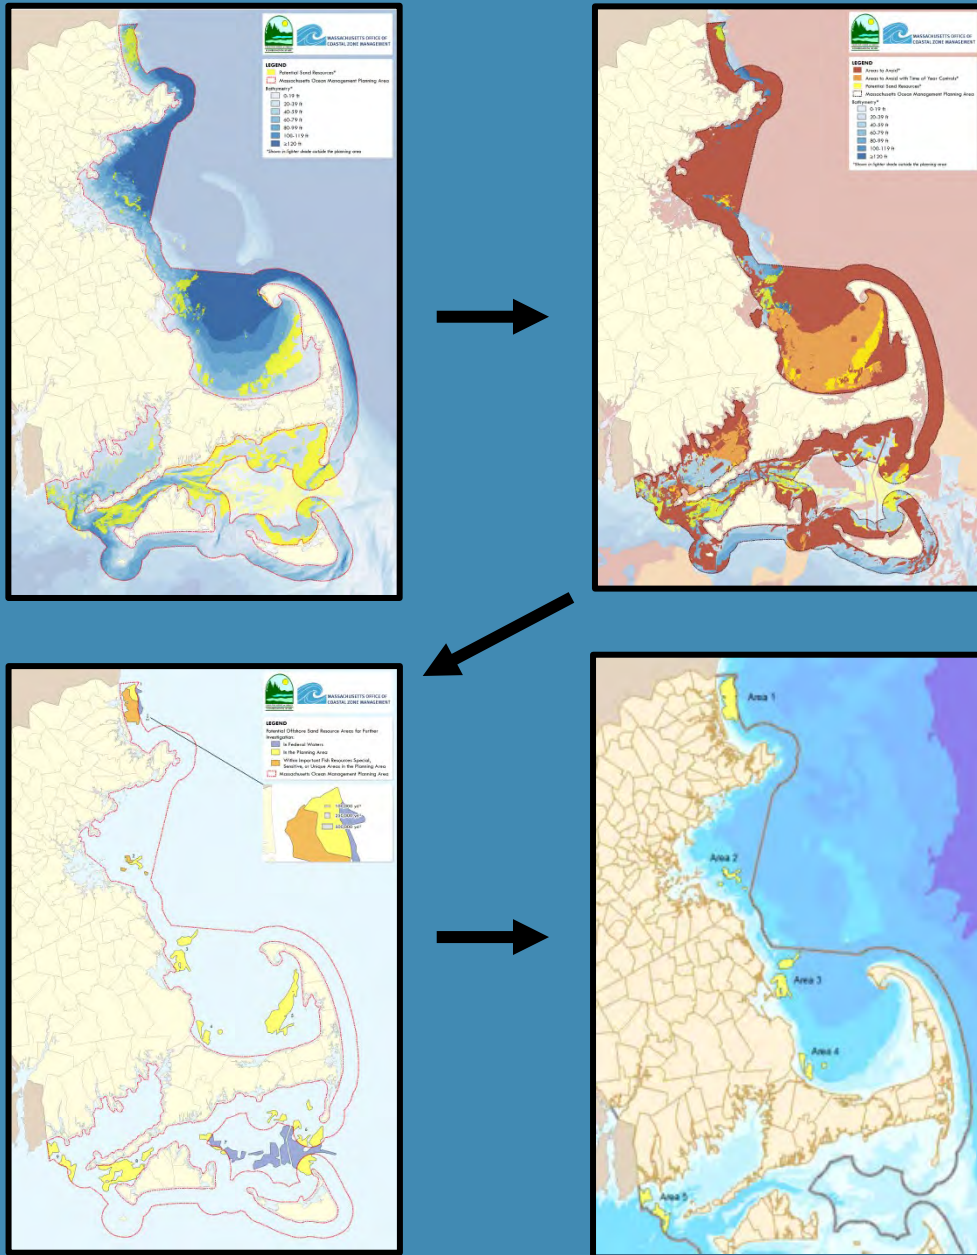 MASSACHUSETTS OFFICE OF
COASTAL ZONE MANAGEMENT
LEGEND
Potential Sand Resources*
Massachusetts Ocean Management Planning Area
Bathymetry*
0-19 ft
20-39 ft
40-59 ft
60-79 ft
80-99 ft
100-119 ft
≥120 ft
*Shown in lighter shade outside the planning area
MASSACHUSETTS OFFICE OF
COASTAL ZONE MANAGEMENT
LEGEND
Areas to Avoid*
Areas to Avoid with Time of Year Controls*
Potential Sand Resources*
Massachusetts Ocean Management Planning Area
Bathymetry*
0-19 ft
20-39 ft
40-59 ft
60-79 ft
80-99 ft
100-119 ft
≥120 ft
*Shown in lighter shade outside the planning area
MASSACHUSETTS OFFICE OF
COASTAL ZONE MANAGEMENT
LEGEND
Potential Offshore Sand Resource Areas for Further
Investigation:
In Federal Waters
In the Planning Area
Within Important Fish Resources Special,
Sensitive, or Unique Areas in the Planning Area
Massachusetts Ocean Management Planning Area
2
3
Area 1
Area 2
Area 3
Area 4
Area 5